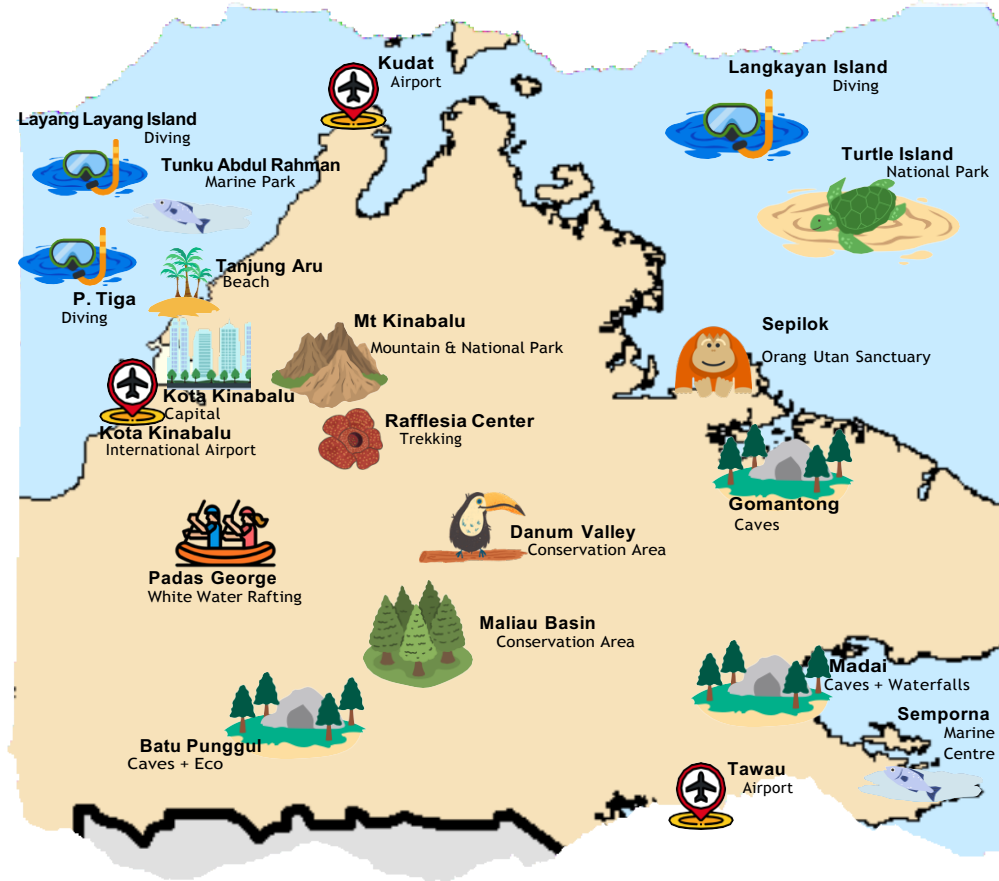 Kudat
Airport
Langkayan Island
Diving
Layang Layang Island
Diving
Tunku Abdul Rahman
Marine Park
Turtle Island
National Park
Tanjung Aru
Beach
P. Tiga
Diving
Mt Kinabalu
Mountain & National Park
Sepilok
Orang Utan Sanctuary
Kota Kinabalu
Capital
Kota Kinabalu
International Airport
Rafflesia Center
Trekking
Gomantong
Caves
Danum Valley
Conservation Area
Padas George
White Water Rafting
Maliau Basin
Conservation Area
Madai
Caves + Waterfalls
Semporna
Marine
Centre
Batu Punggul
Caves + Eco
Tawau
Airport